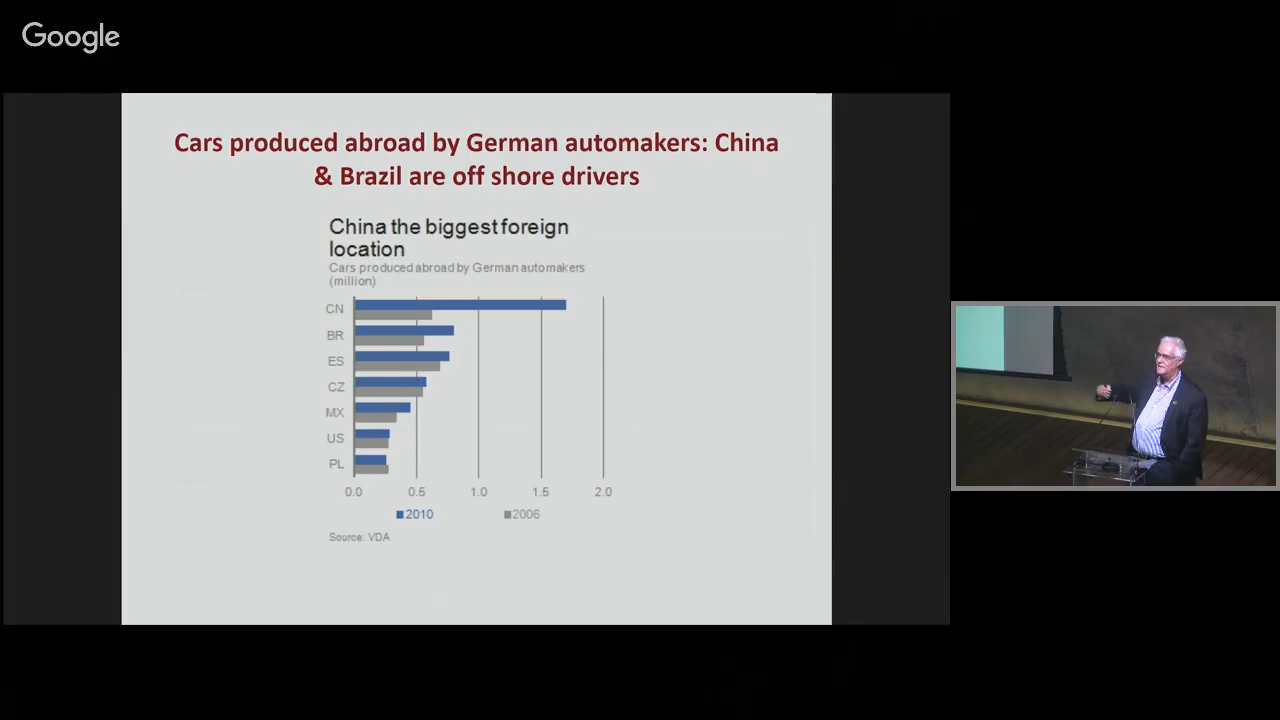 Google
Cars produced abroad by German automakers: China
& Brazil are off shore drivers
China the biggest foreign
location
Cars produced abroad by German automakers
(million)
CN
BR
ES
CZ
MX
US
PL
0.0 0.5 1.0 1.5 2.0
2010 2006
Source: VDA